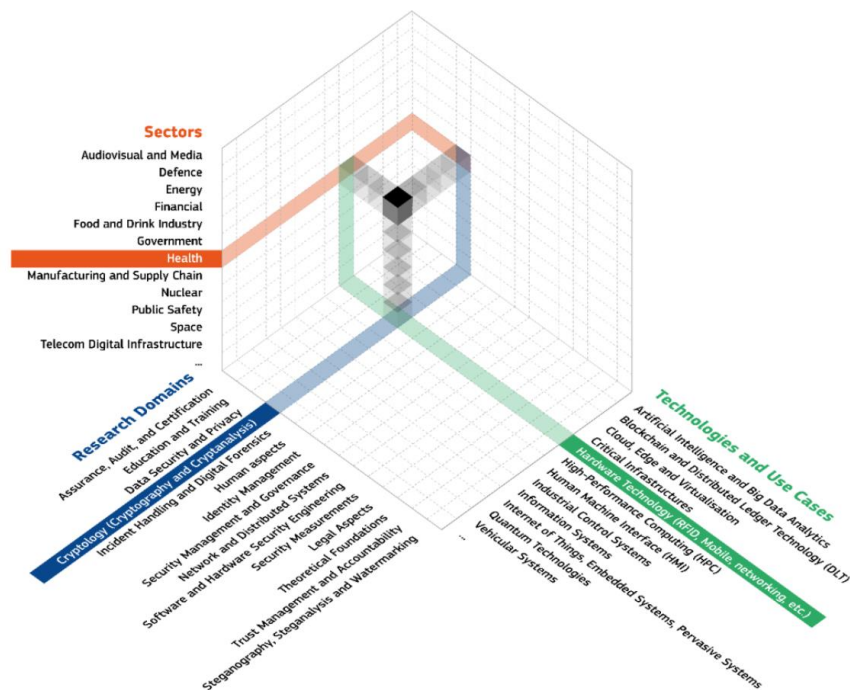 Sectors
Audiovisual and Media
Defence
Energy
Financial
Food and Drink Industry
Government
Health
Manufacturing and Supply Chain
Nuclear
Public Safety
Space
Telecom Digital Infrastructure
...
Research Domains
Assurance, Audit, and Certification
Education and Training
Data Security and Privacy
Cryptology (Cryptography and Cryptanalysis)
Incident Handling and Digital Forensics
Human aspects
Identity Management
Security Management and Governance
Network and Distributed Systems
Software and Hardware Security Engineering
Security Measurements
Legal Aspects
Theoretical Foundations
Trust Management and Accountability
Steganography, Steganalysis and Watermarking
Technologies and Use Cases
Artificial Intelligence and Big Data Analytics
Blockchain and Distributed Ledger Technology (DLT)
Cloud, Edge and Virtualisation
Critical Infrastructures
Hardware Technology (RFID, Mobile, networking, etc.)
High-Performance Computing (HPC)
Human Machine Interface (HMI)
Industrial Control Systems
Information Systems
Internet of Things, Embedded Systems, Pervasive Systems
Quantum Technologies
Vehicular Systems
...